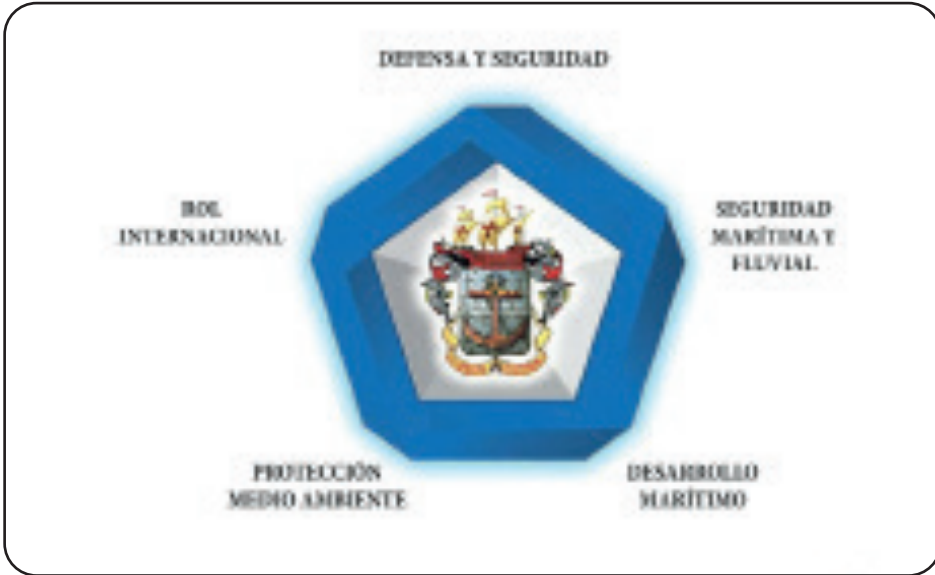 DEFENSA Y SEGURIDAD
ROL
INTERNACIONAL
SEGURIDAD
MARÍTIMA Y
FLUVIAL
PROTECCIÓN
MEDIO AMBIENTE
DESARROLLO
MARÍTIMO